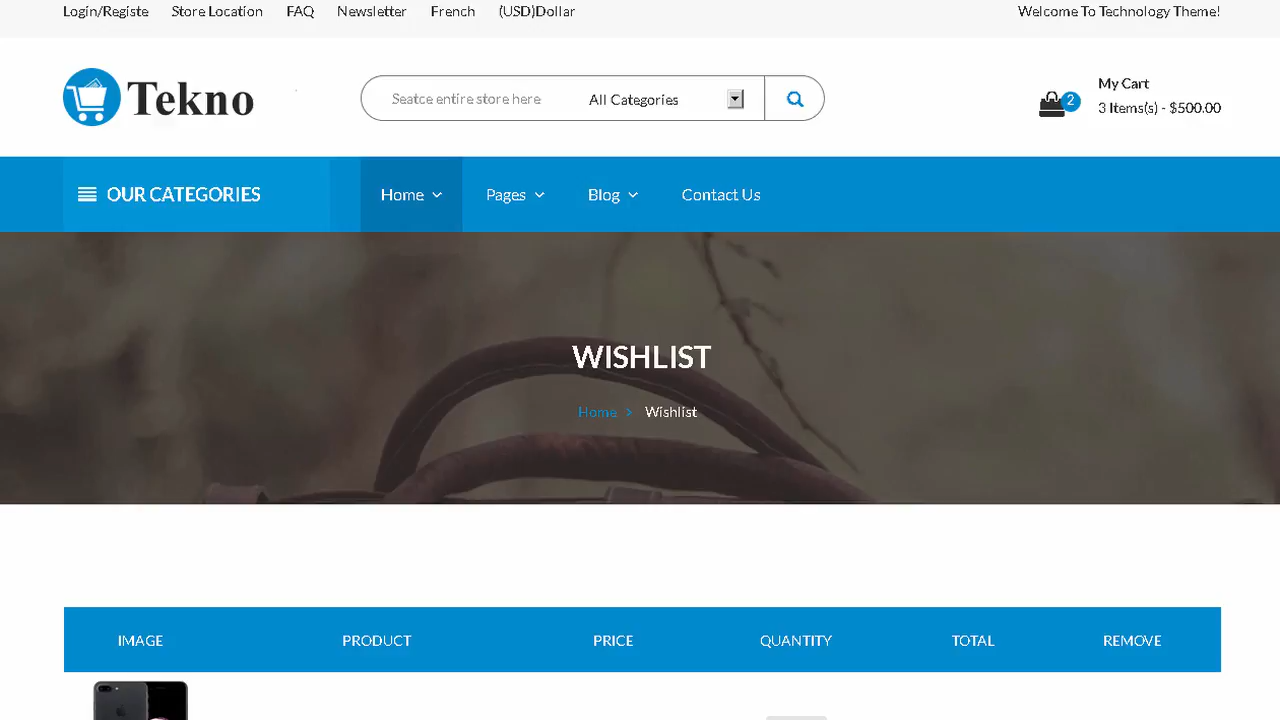 Login/Registe Store Location FAQ Newsletter French (USD)Dollar Welcome To Technology Theme!
Tekno
Seatce entire store here All Categories
My Cart
2
3 Items(s) - $500.00
OUR CATEGORIES Home Pages Blog Contact Us
WISHLIST
Home > Wishlist
IMAGE PRODUCT PRICE QUANTITY TOTAL REMOVE